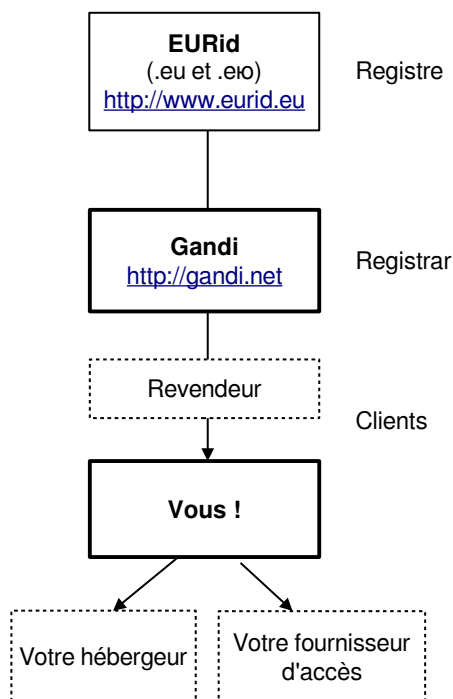 EURid
(.eu et .ею)
http://www.eurid.eu
Registre
Gandi
http://gandi.net
Registrar
Revendeur
Clients
Vous !
Votre hébergeur
Votre fournisseur
d'accès